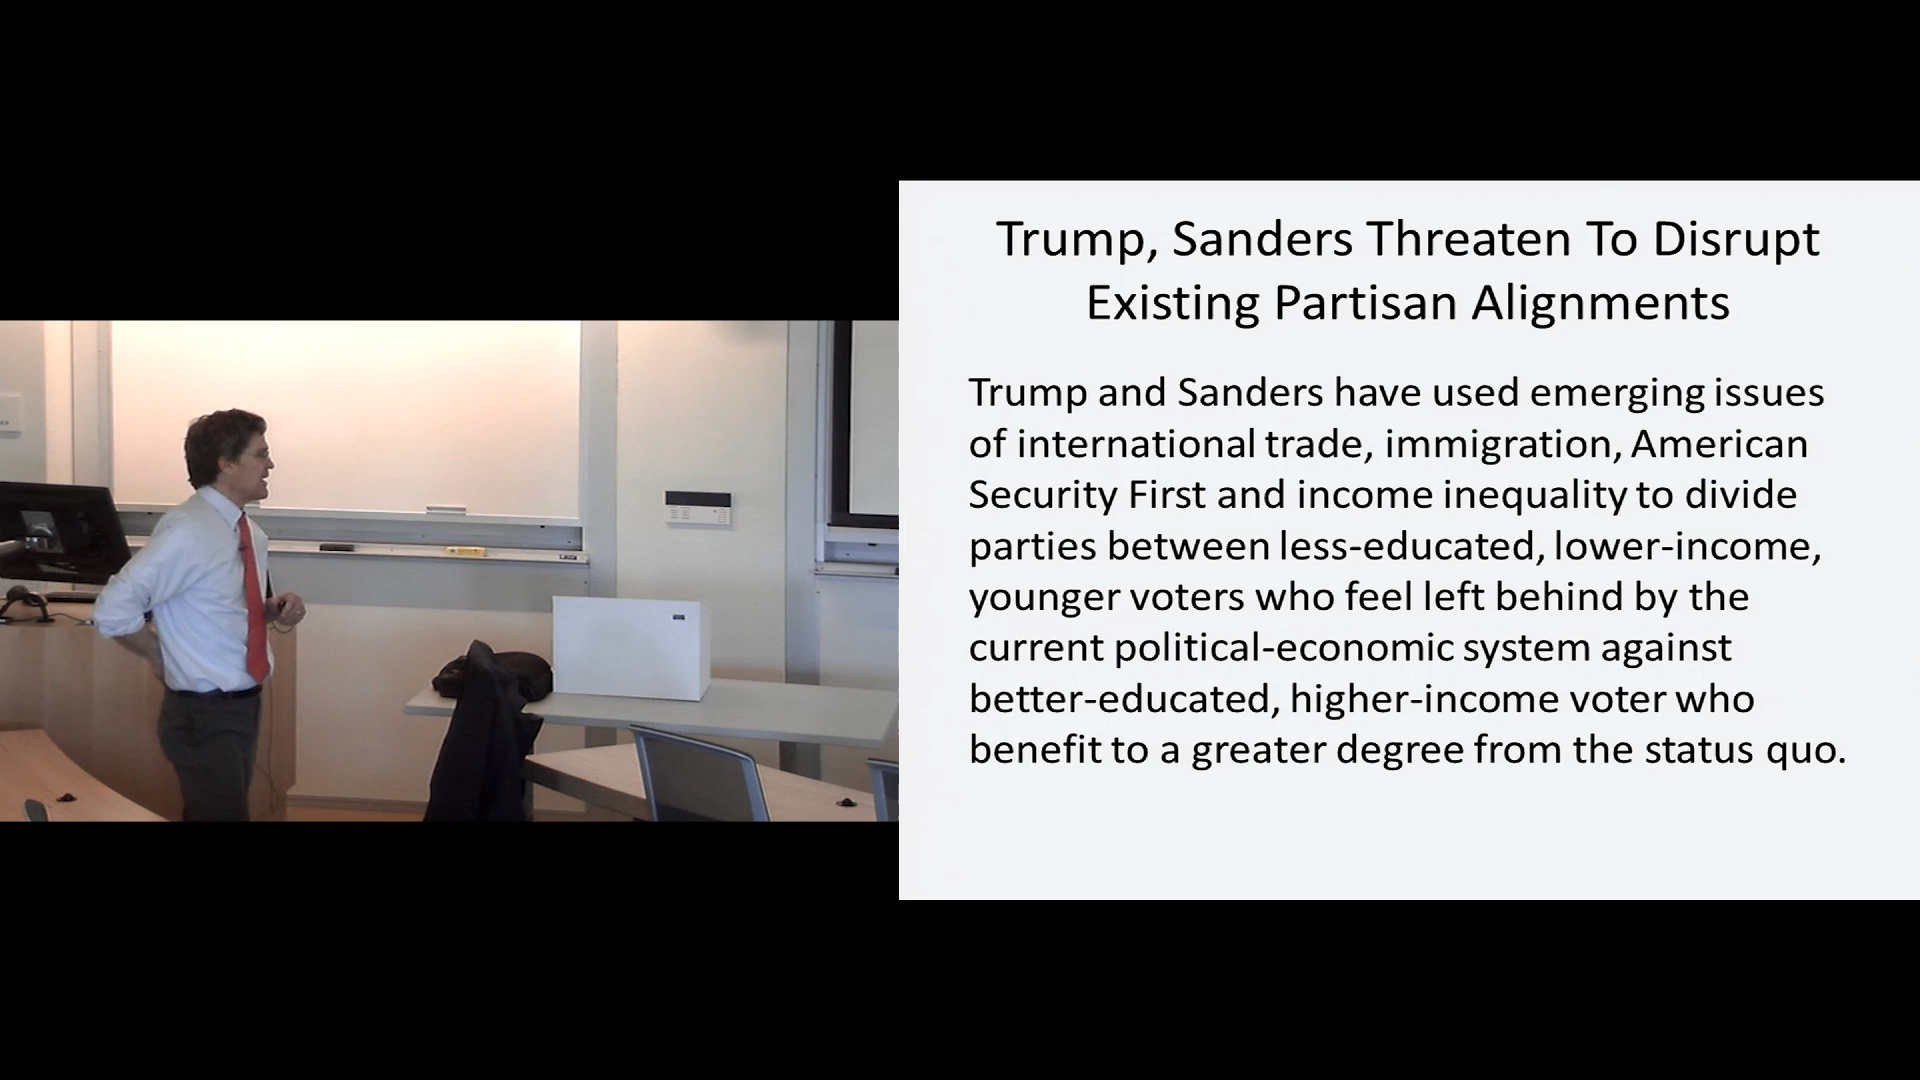 Trump, Sanders Threaten To Disrupt
Existing Partisan Alignments
Trump and Sanders have used emerging issues
of international trade, immigration, American
Security First and income inequality to divide
parties between less-educated, lower-income,
younger voters who feel left behind by the
current political-economic system against
better-educated, higher-income voter who
benefit to a greater degree from the status quo.